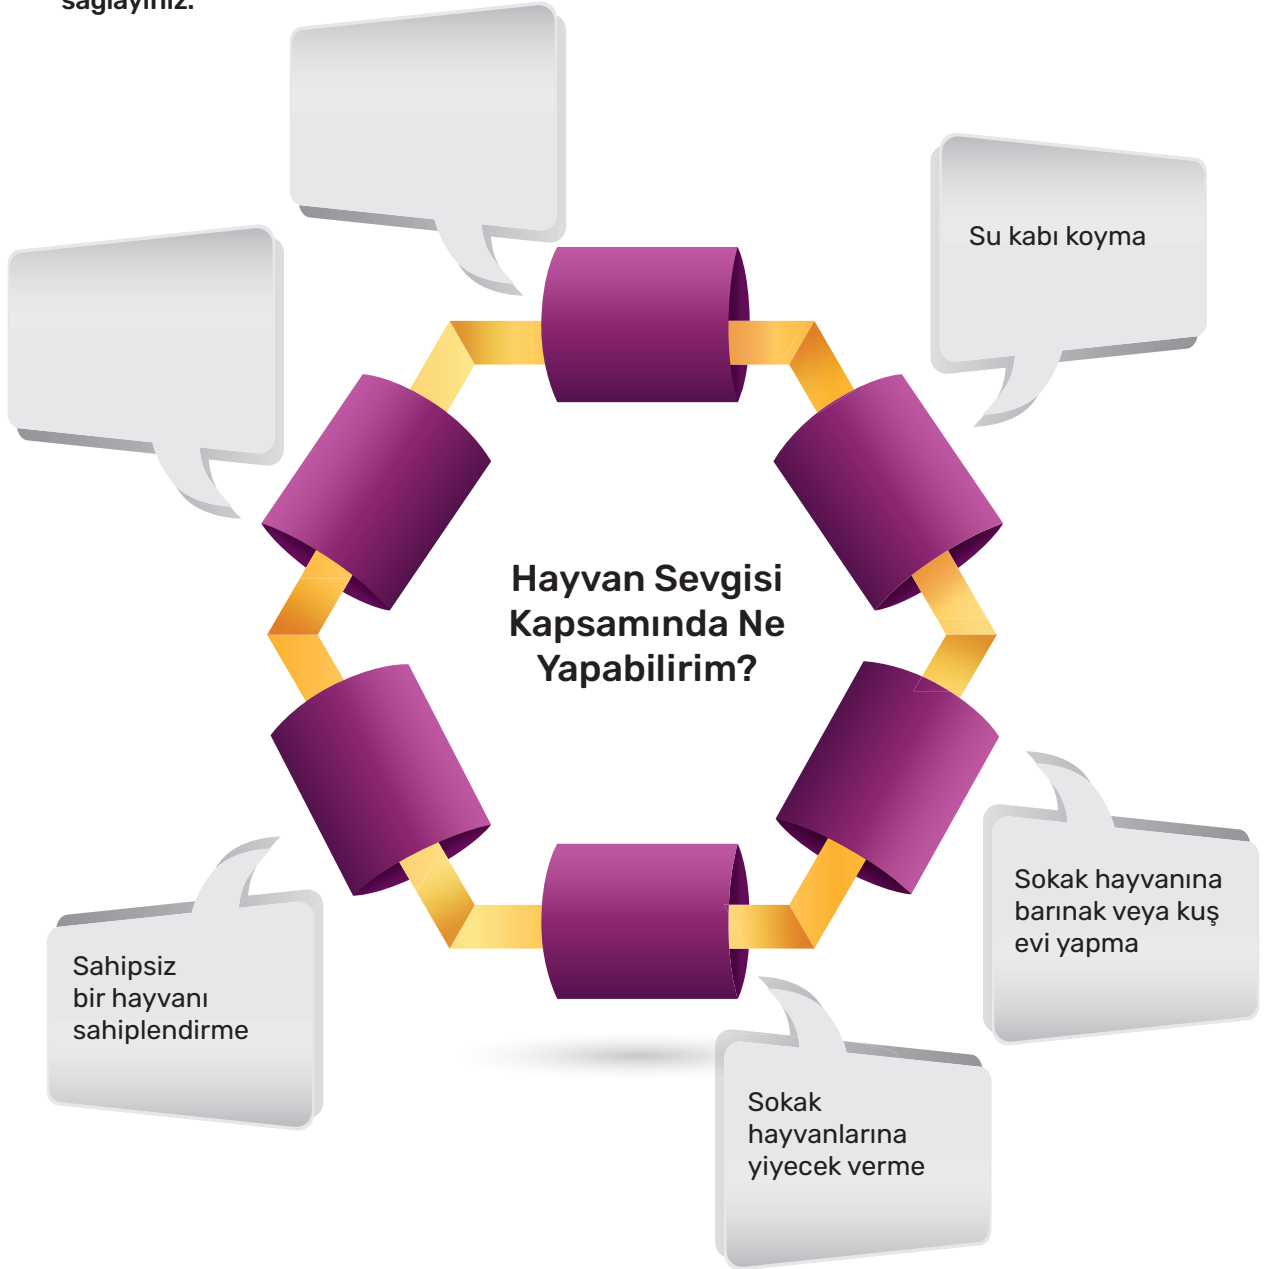 sağlayınız.
Su kabı koyma
Hayvan Sevgisi
Kapsamında Ne
Yapabilirim?
Sokak hayvanına
barınak veya kuş
evi yapma
Sahipsiz
bir hayvanı
sahiplendirme
Sokak
hayvanlarına
yiyecek verme